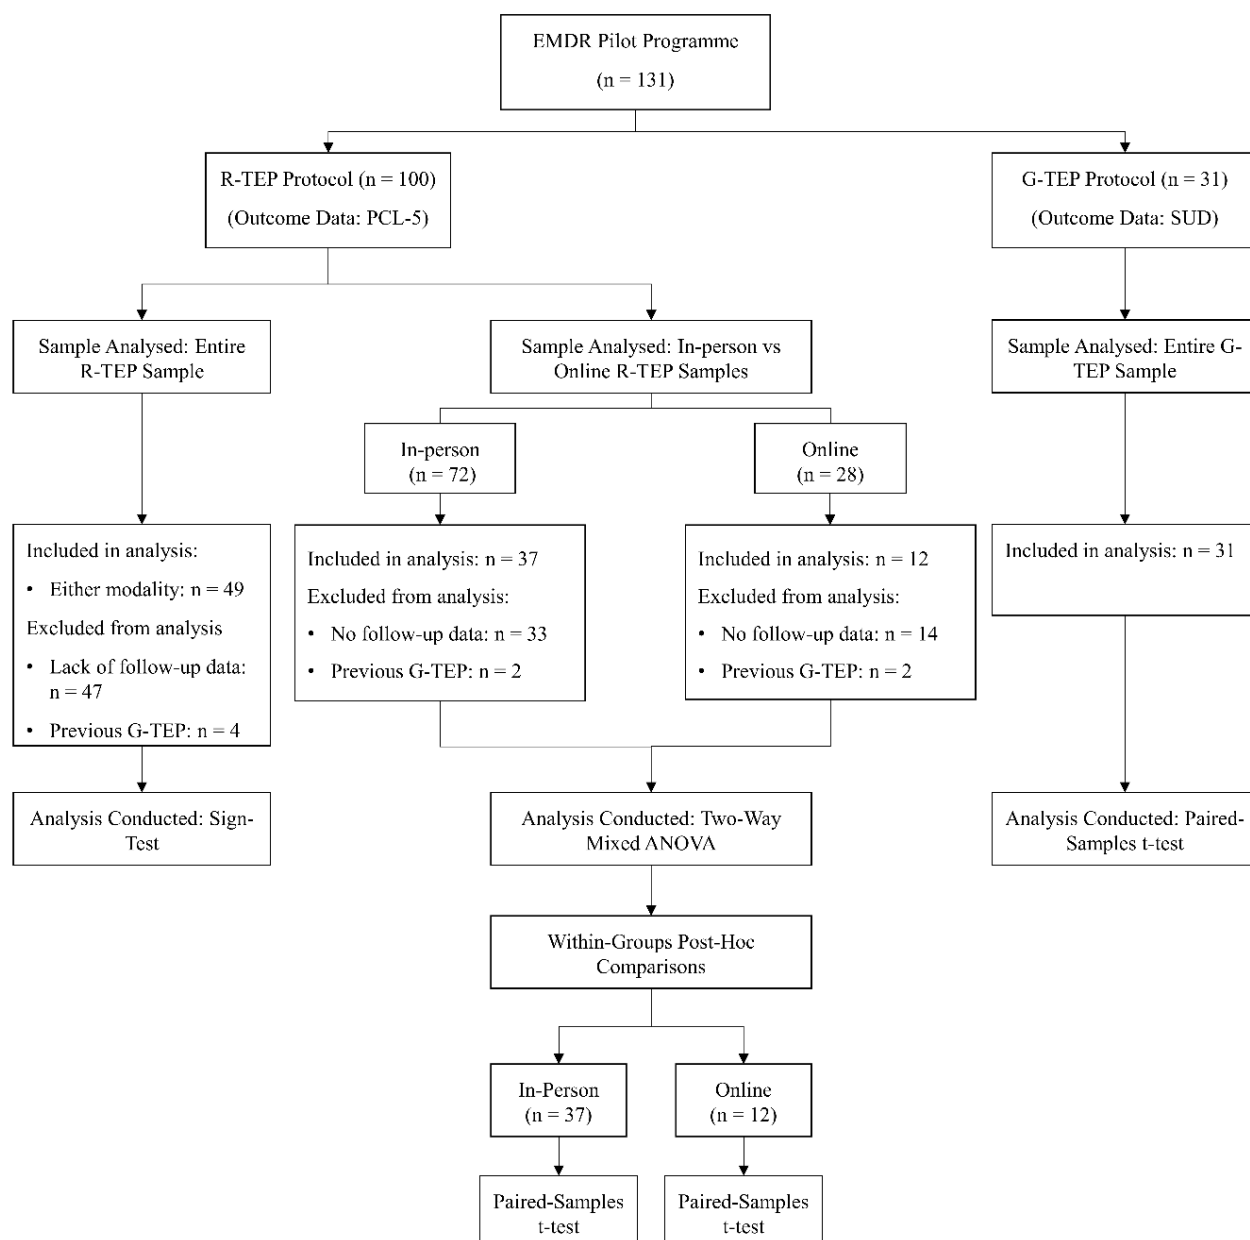 EMDR Pilot Programme
(n = 131)
R-TEP Protocol (n = 100)
(Outcome Data: PCL-5)
G-TEP Protocol (n = 31)
(Outcome Data: SUD)
Sample Analysed: Entire
R-TEP Sample
Sample Analysed: In-person vs
Online R-TEP Samples
Sample Analysed: Entire G-
TEP Sample
In-person
(n = 72)
Online
(n = 28)
Included in analysis:
• Either modality: n = 49
Excluded from analysis
• Lack of follow-up data:
n = 47
• Previous G-TEP: n = 4
Included in analysis: n = 37
Excluded from analysis:
• No follow-up data: n = 33
• Previous G-TEP: n = 2
Included in analysis: n = 12
Excluded from analysis:
• No follow-up data: n = 14
• Previous G-TEP: n = 2
Included in analysis: n = 31
Analysis Conducted: Sign-
Test
Analysis Conducted: Two-Way
Mixed ANOVA
Analysis Conducted: Paired-
Samples t-test
Within-Groups Post-Hoc
Comparisons
In-Person
(n = 37)
Online
(n = 12)
Paired-Samples
t-test
Paired-Samples
t-test